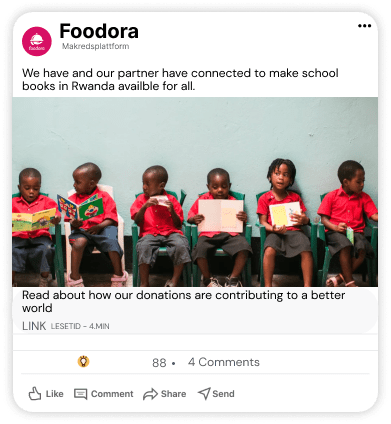 Foodora
foodora
Makredsplattform
We have and our partner have connected to make school
books in Rwanda availble for all.
Read about how our donations are contributing to a better
world
LINK LESETID - 4.MIN
88 • 4 Comments
Like Comment Share Send